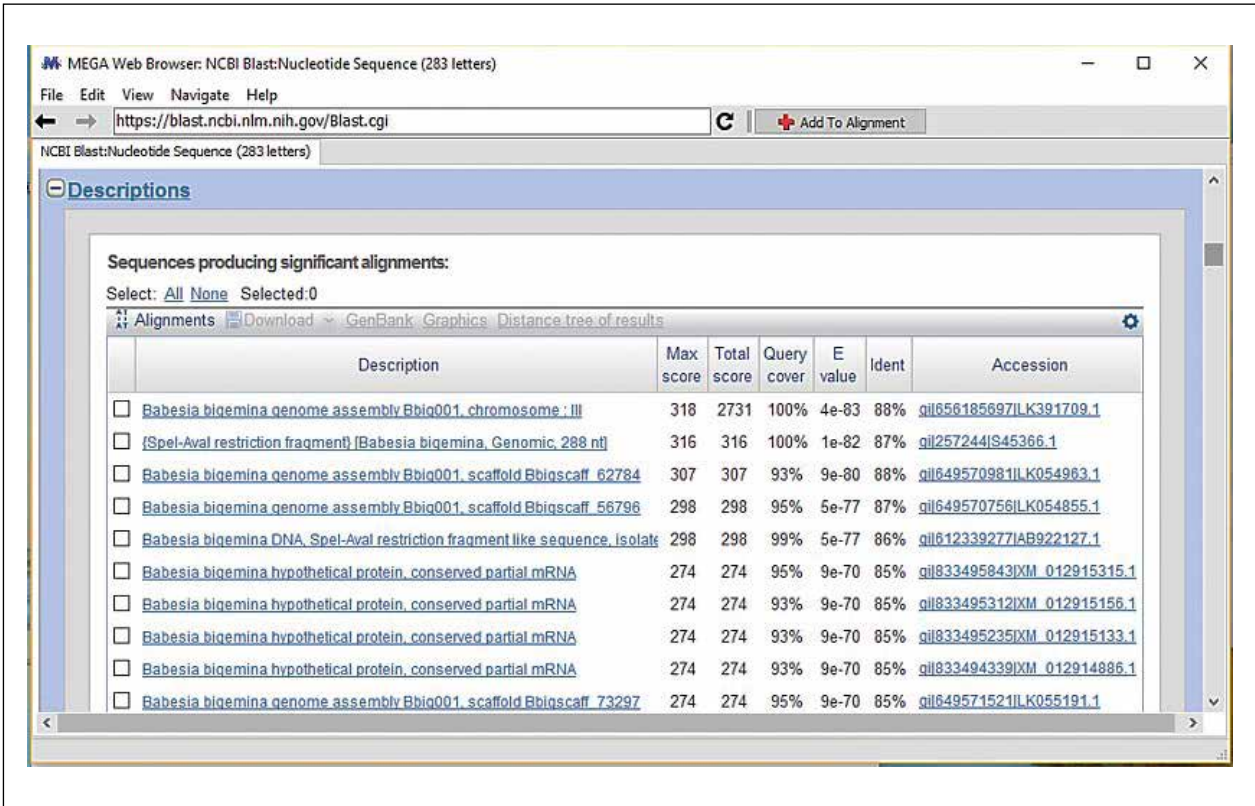 MEGA Web Browser: NCBI Blast:Nucleotide Sequence (283 letters)
File Edit View Navigate Help
https://blast.ncbi.nlm.nih.gov/Blast.cgi Add To Alignment
NCBI Blast:Nucleotide Sequence (283 letters)
Descriptions
Sequences producing significant alignments:
Select: All None Selected:0
Alignments Download GenBank Graphics Distance tree of results
Description Max score Total score Query cover E value Ident Accession
Babesia bigemina genome assembly Bbig001, chromosome : III 318 2731 100% 4e-83 88% gi|656185697|LK391709.1
{SpeI-AvaI restriction fragment} [Babesia bigemina, Genomic, 288 nt] 316 316 100% 1e-82 87% gi|257244|S45366.1
Babesia bigemina genome assembly Bbig001, scaffold Bbigscaff_62784 307 307 93% 9e-80 88% gi|649570981|LK054963.1
Babesia bigemina genome assembly Bbig001, scaffold Bbigscaff_56796 298 298 95% 5e-77 87% gi|649570756|LK054855.1
Babesia bigemina DNA, SpeI-AvaI restriction fragment like sequence, isolate 298 298 99% 5e-77 86% gi|612339277|AB922127.1
Babesia bigemina hypothetical protein, conserved partial mRNA 274 274 95% 9e-70 85% gi|833495843|XM_012915315.1
Babesia bigemina hypothetical protein, conserved partial mRNA 274 274 93% 9e-70 85% gi|833495312|XM_012915156.1
Babesia bigemina hypothetical protein, conserved partial mRNA 274 274 93% 9e-70 85% gi|833495235|XM_012915133.1
Babesia bigemina hypothetical protein, conserved partial mRNA 274 274 93% 9e-70 85% gi|833494339|XM_012914886.1
Babesia bigemina genome assembly Bbig001, scaffold Bbigscaff_73297 274 274 95% 9e-70 85% gi|649571521|LK055191.1